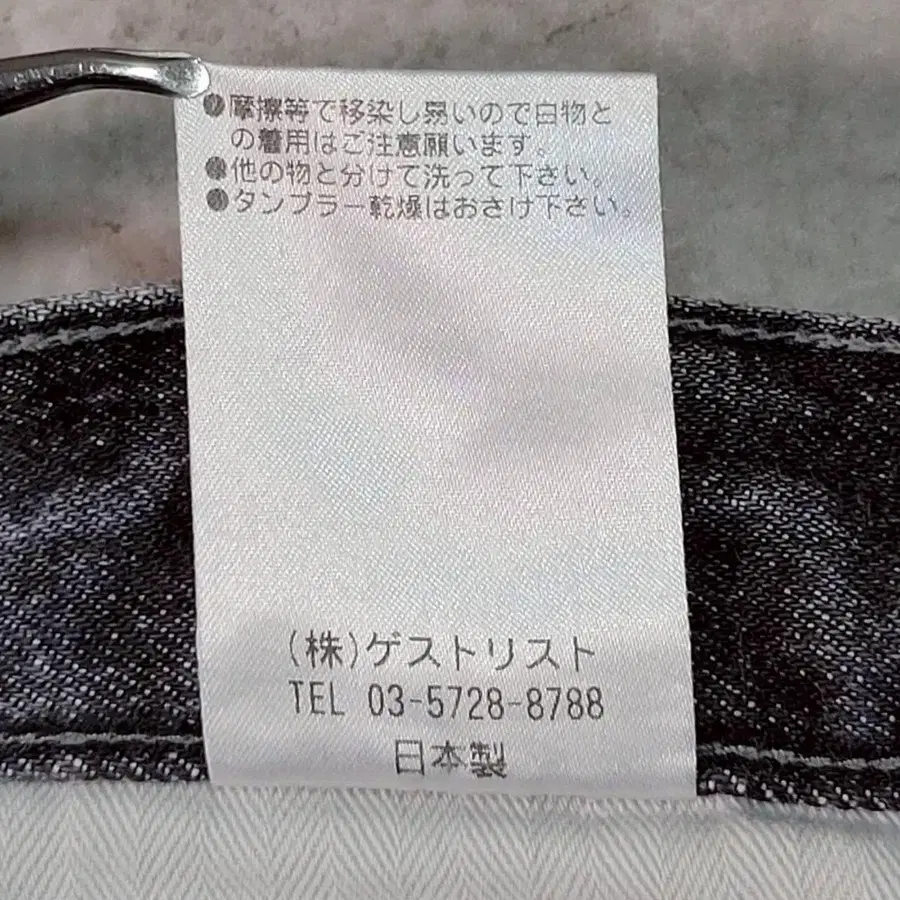 ●摩擦等で移染し易いので白物と
の着用はご注意願います。
●他の物と分けて洗って下さい。
●タンブラー乾燥はおさけ下さい。
(株)ゲストリスト
TEL 03-5728-8788
日本製